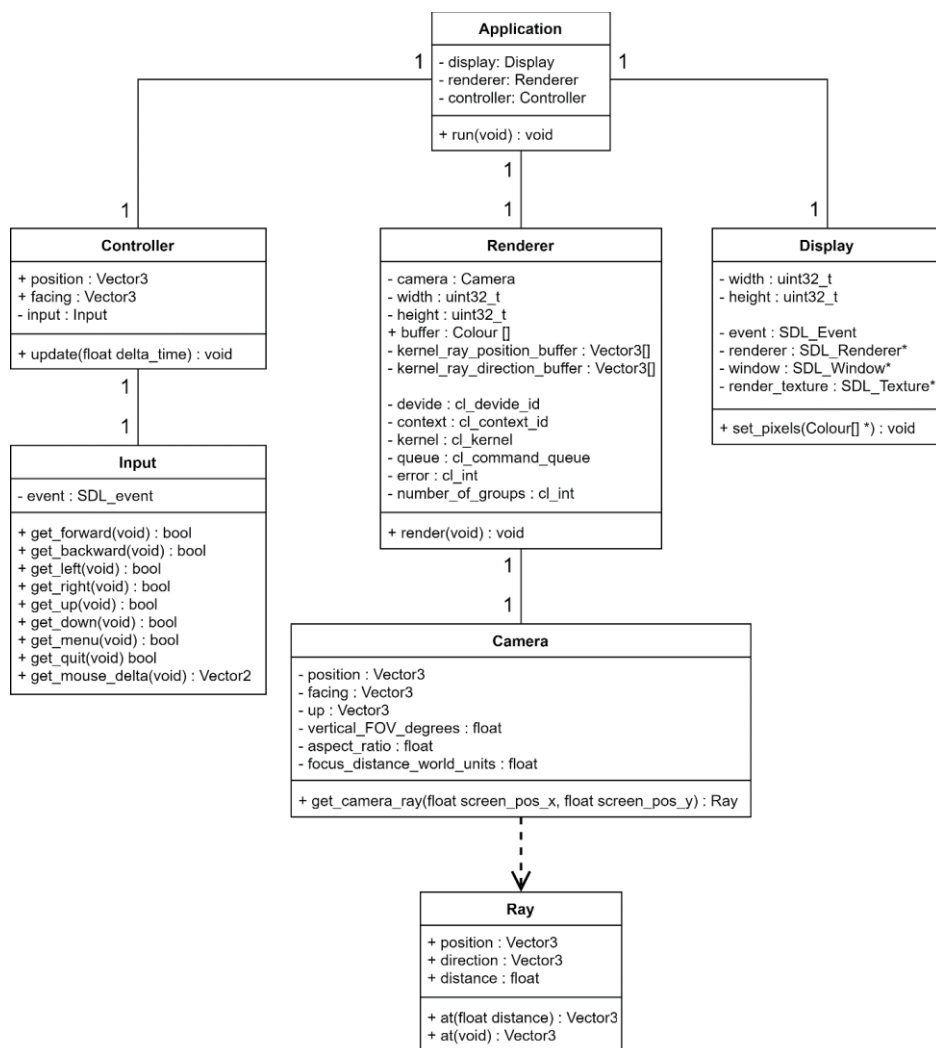 Application
- display: Display
- renderer: Renderer
- controller: Controller
+ run(void) : void
1
1
1
1
1
1
Controller
+ position : Vector3
+ facing : Vector3
- input : Input
+ update(float delta_time) : void
1
1
Input
- event : SDL_event
+ get_forward(void) : bool
+ get_backward(void) : bool
+ get_left(void) : bool
+ get_right(void) : bool
+ get_up(void) : bool
+ get_down(void) : bool
+ get_menu(void) : bool
+ get_quit(void) bool
+ get_mouse_delta(void) : Vector2
Renderer
- camera : Camera
- width : uint32_t
- height : uint32_t
+ buffer : Colour []
- kernel_ray_position_buffer : Vector3[]
- kernel_ray_direction_buffer : Vector3[]
- devide : cl_devide_id
- context : cl_context_id
- kernel : cl_kernel
- queue : cl_command_queue
- error : cl_int
- number_of_groups : cl_int
+ render(void) : void
1
1
Display
- width : uint32_t
- height : uint32_t
- event : SDL_Event
- renderer : SDL_Renderer*
- window : SDL_Window*
- render_texture : SDL_Texture*
+ set_pixels(Colour[] *) : void
Camera
- position : Vector3
- facing : Vector3
- up : Vector3
- vertical_FOV_degrees : float
- aspect_ratio : float
- focus_distance_world_units : float
+ get_camera_ray(float screen_pos_x, float screen_pos_y) : Ray
Ray
+ position : Vector3
+ direction : Vector3
+ distance : float
+ at(float distance) : Vector3
+ at(void) : Vector3